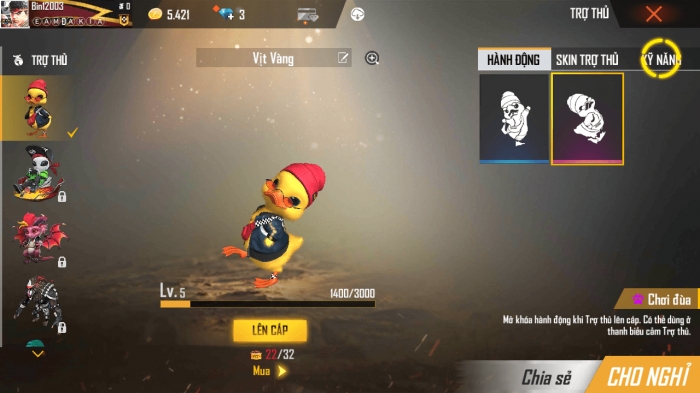 Bin12003
EAMBAKIA
5.421
3
TRỢ THỦ
TRỢ THỦ
Vịt Vàng
HÀNH ĐỘNG
SKIN TRỢ THỦ
KỸ NĂNG
Lv. 5
1400/3000
LÊN CẤP
22/32
Mua
Chơi đùa
Mở khóa hành động khi Trợ thủ lên cấp. Có thể dùng ở
thanh biểu cảm Trợ thủ.
Chia sẻ
CHO NGHỈ